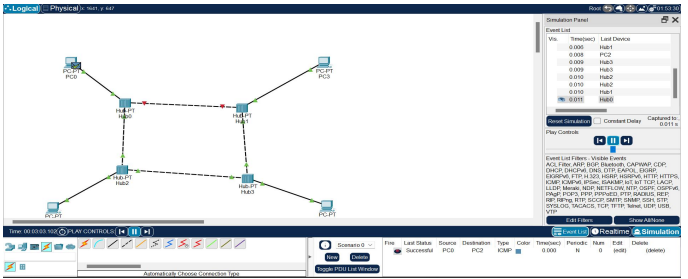 Logical Physical x: 1641, y: 647 Root 01:53:30
Simulation Panel
Event List
Vis. Time(sec) Last Device
0.006 Hub1
0.008 PC2
0.009 Hub3
0.009 Hub3
0.010 Hub2
0.010 Hub2
0.010 Hub1
0.011 Hub0
Reset Simulation Constant Delay Captured to:
0.011 s
Play Controls
Event List Filters - Visible Events
ACL Filter, ARP, BGP, Bluetooth, CAPWAP, CDP,
DHCP, DHCPv6, DNS, DTP, EAPOL, EIGRP,
EIGRPv6, FTP, H.323, HSRP, HSRPv6, HTTP, HTTPS,
ICMP, ICMPv6, IPSec, ISAKMP, IoT, IoT TCP, LACP,
LLDP, Meraki, NDP, NETFLOW, NTP, OSPF, OSPFv6,
PAgP, POP3, PPP, PPPoED, PTP, RADIUS, REP,
RIP, RIPng, RTP, SCCP, SMTP, SNMP, SSH, STP,
SYSLOG, TACACS, TCP, TFTP, Telnet, UDP, USB,
VTP
Edit Filters Show All/None
PC-PT
PC0
PC-PT
PC3
Hub-PT
Hub0
Hub-PT
Hub1
Hub-PT
Hub2
Hub-PT
Hub3
PC-PT
PC-PT
Time: 00:03:03.102 PLAY CONTROLS:
Event List Realtime Simulation
Scenario 0
New Delete
Toggle PDU List Window
Fire Last Status Source Destination Type Color Time(sec) Periodic Num Edit Delete
Successful PC0 PC2 ICMP 0.000 N 0 (edit) (delete)
Automatically Choose Connection Type